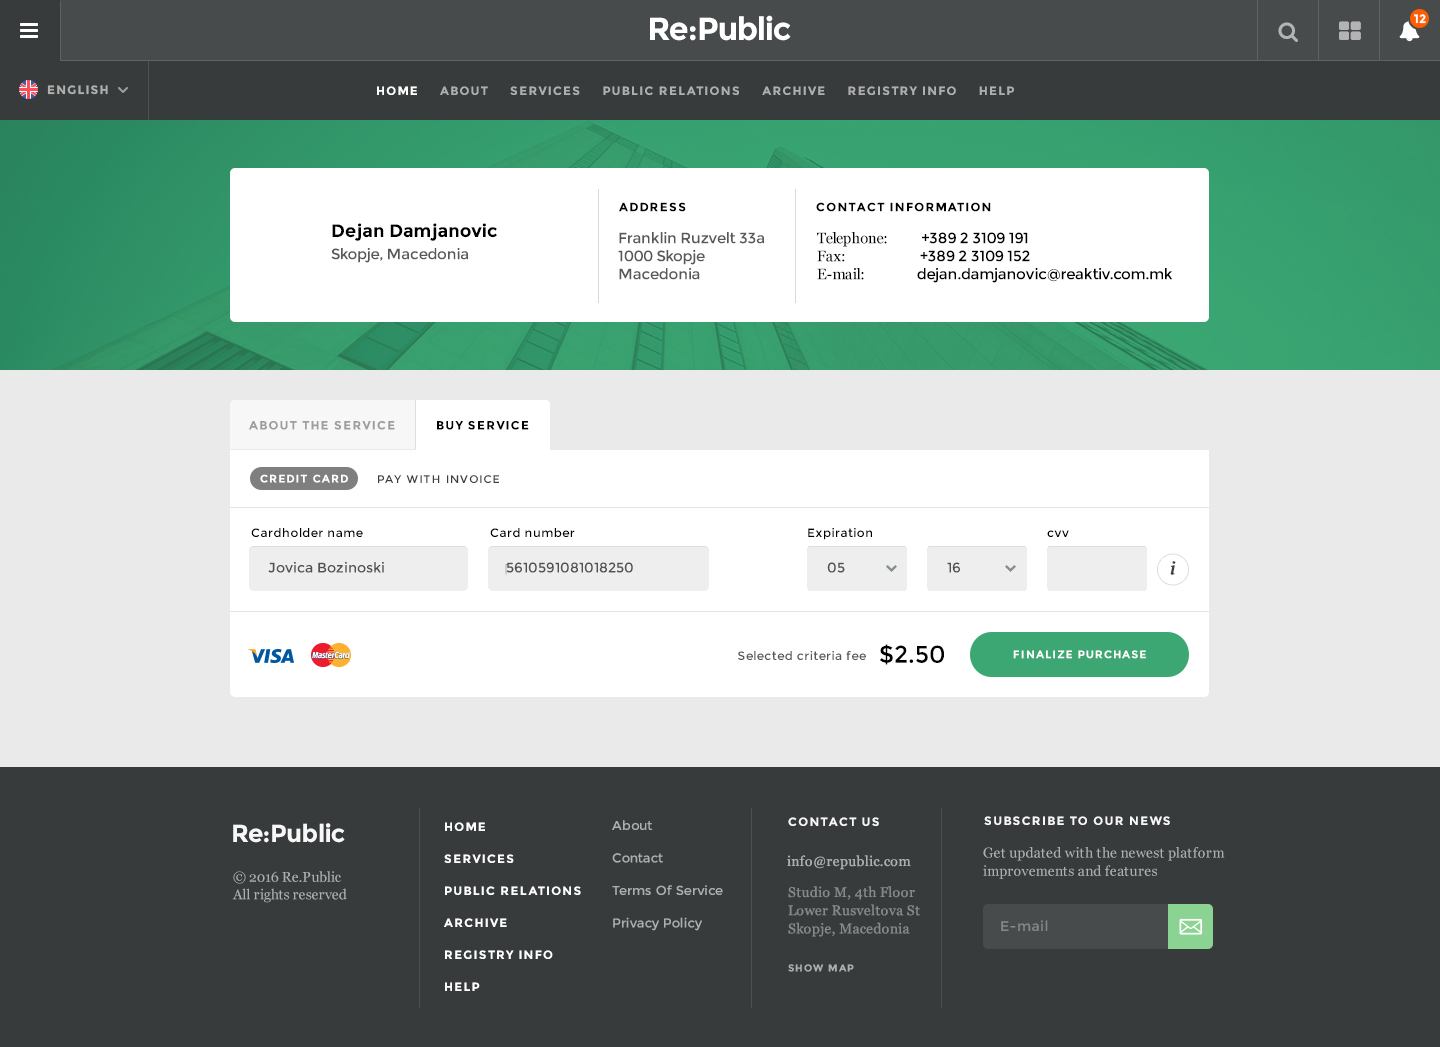 Re:Public
12
ENGLISH
HOME ABOUT SERVICES PUBLIC RELATIONS ARCHIVE REGISTRY INFO HELP
Dejan Damjanovic
Skopje, Macedonia
ADDRESS
Franklin Ruzvelt 33a
1000 Skopje
Macedonia
CONTACT INFORMATION
Telephone: +389 2 3109 191
Fax: +389 2 3109 152
E-mail: dejan.damjanovic@reaktiv.com.mk
ABOUT THE SERVICE BUY SERVICE
CREDIT CARD PAY WITH INVOICE
Cardholder name Card number Expiration cvv
Jovica Bozinoski 5610591081018250 05 16 i
VISA MasterCard Selected criteria fee $2.50 FINALIZE PURCHASE
Re:Public
© 2016 Re.Public
All rights reserved
HOME
SERVICES
PUBLIC RELATIONS
ARCHIVE
REGISTRY INFO
HELP
About
Contact
Terms Of Service
Privacy Policy
CONTACT US
info@republic.com
Studio M, 4th Floor
Lower Rusveltova St
Skopje, Macedonia
SHOW MAP
SUBSCRIBE TO OUR NEWS
Get updated with the newest platform
improvements and features
E-mail